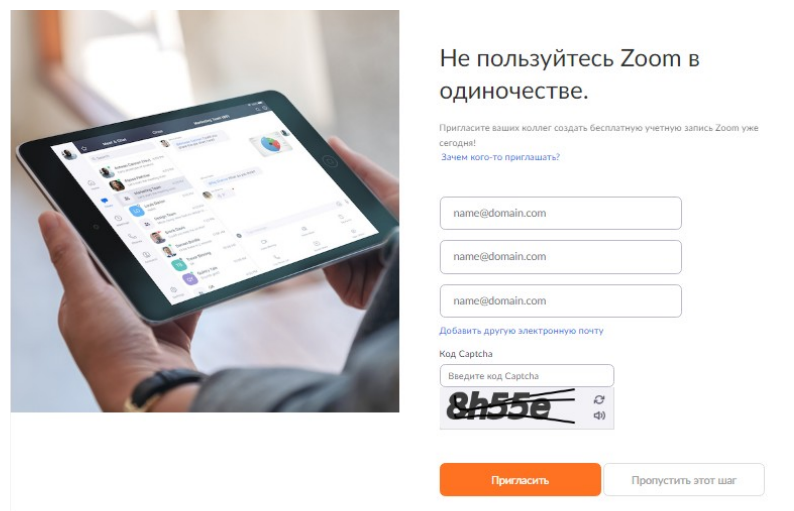 Не пользуйтесь Zoom в
одиночестве.
Пригласите ваших коллег создать бесплатную учетную запись Zoom уже
сегодня!
Зачем кого-то приглашать?
name@domain.com
name@domain.com
name@domain.com
Добавить другую электронную почту
Код Captcha
Введите код Captcha
8h55e
Пригласить
Пропустить этот шаг